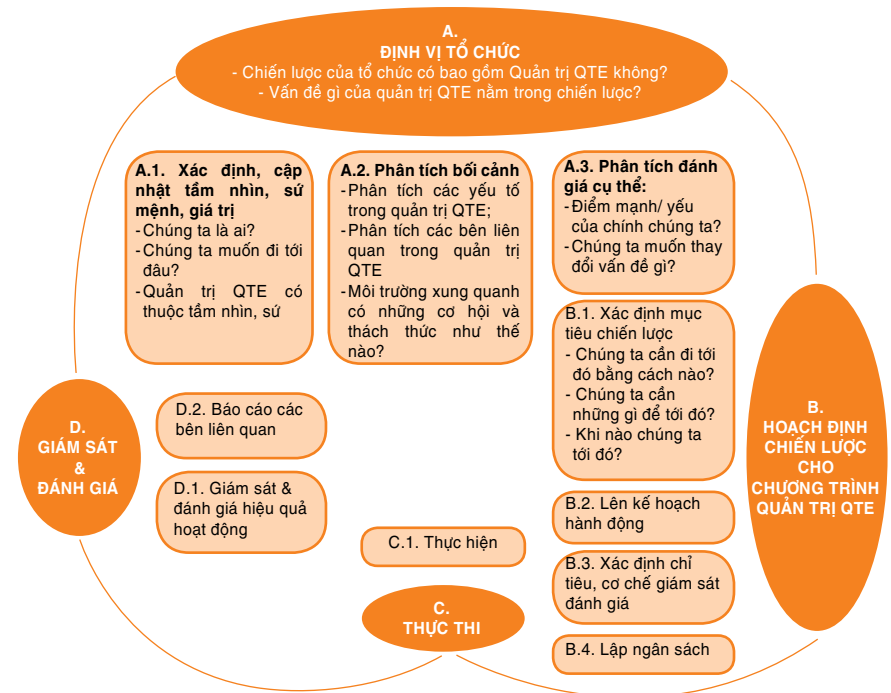 A.
ĐỊNH VỊ TỔ CHỨC
- Chiến lược của tổ chức có bao gồm Quản trị QTE không?
- Vấn đề gì của quản trị QTE nằm trong chiến lược?
A.1. Xác định, cập
nhật tầm nhìn, sứ
mệnh, giá trị
-Chúng ta là ai?
-Chúng ta muốn đi tới
đâu?
-Quản trị QTE có
thuộc tầm nhìn, sứ
A.2. Phân tích bối cảnh
-Phân tích các yếu tố
trong quản trị QTE;
-Phân tích các bên liên
quan trong quản trị
QTE
-Môi trường xung quanh
có những cơ hội và
thách thức như thế
nào?
A.3. Phân tích đánh
giá cụ thể:
-Điểm mạnh/ yếu
của chính chúng ta?
-Chúng ta muốn thay
đổi vấn đề gì?
B.1. Xác định mục
tiêu chiến lược
- Chúng ta cần đi tới
đó bằng cách nào?
- Chúng ta cần
những gì để tới đó?
- Khi nào chúng ta
tới đó?
B.
HOẠCH ĐỊNH
CHIẾN LƯỢC
CHO
CHƯƠNG TRÌNH
QUẢN TRỊ QTE
B.2. Lên kế hoạch
hành động
B.3. Xác định chỉ
tiêu, cơ chế giám sát
đánh giá
B.4. Lập ngân sách
C.1. Thực hiện
C.
THỰC THI
D.2. Báo cáo các
bên liên quan
D.1. Giám sát &
đánh giá hiệu quả
hoạt động
D.
GIÁM SÁT
&
ĐÁNH GIÁ